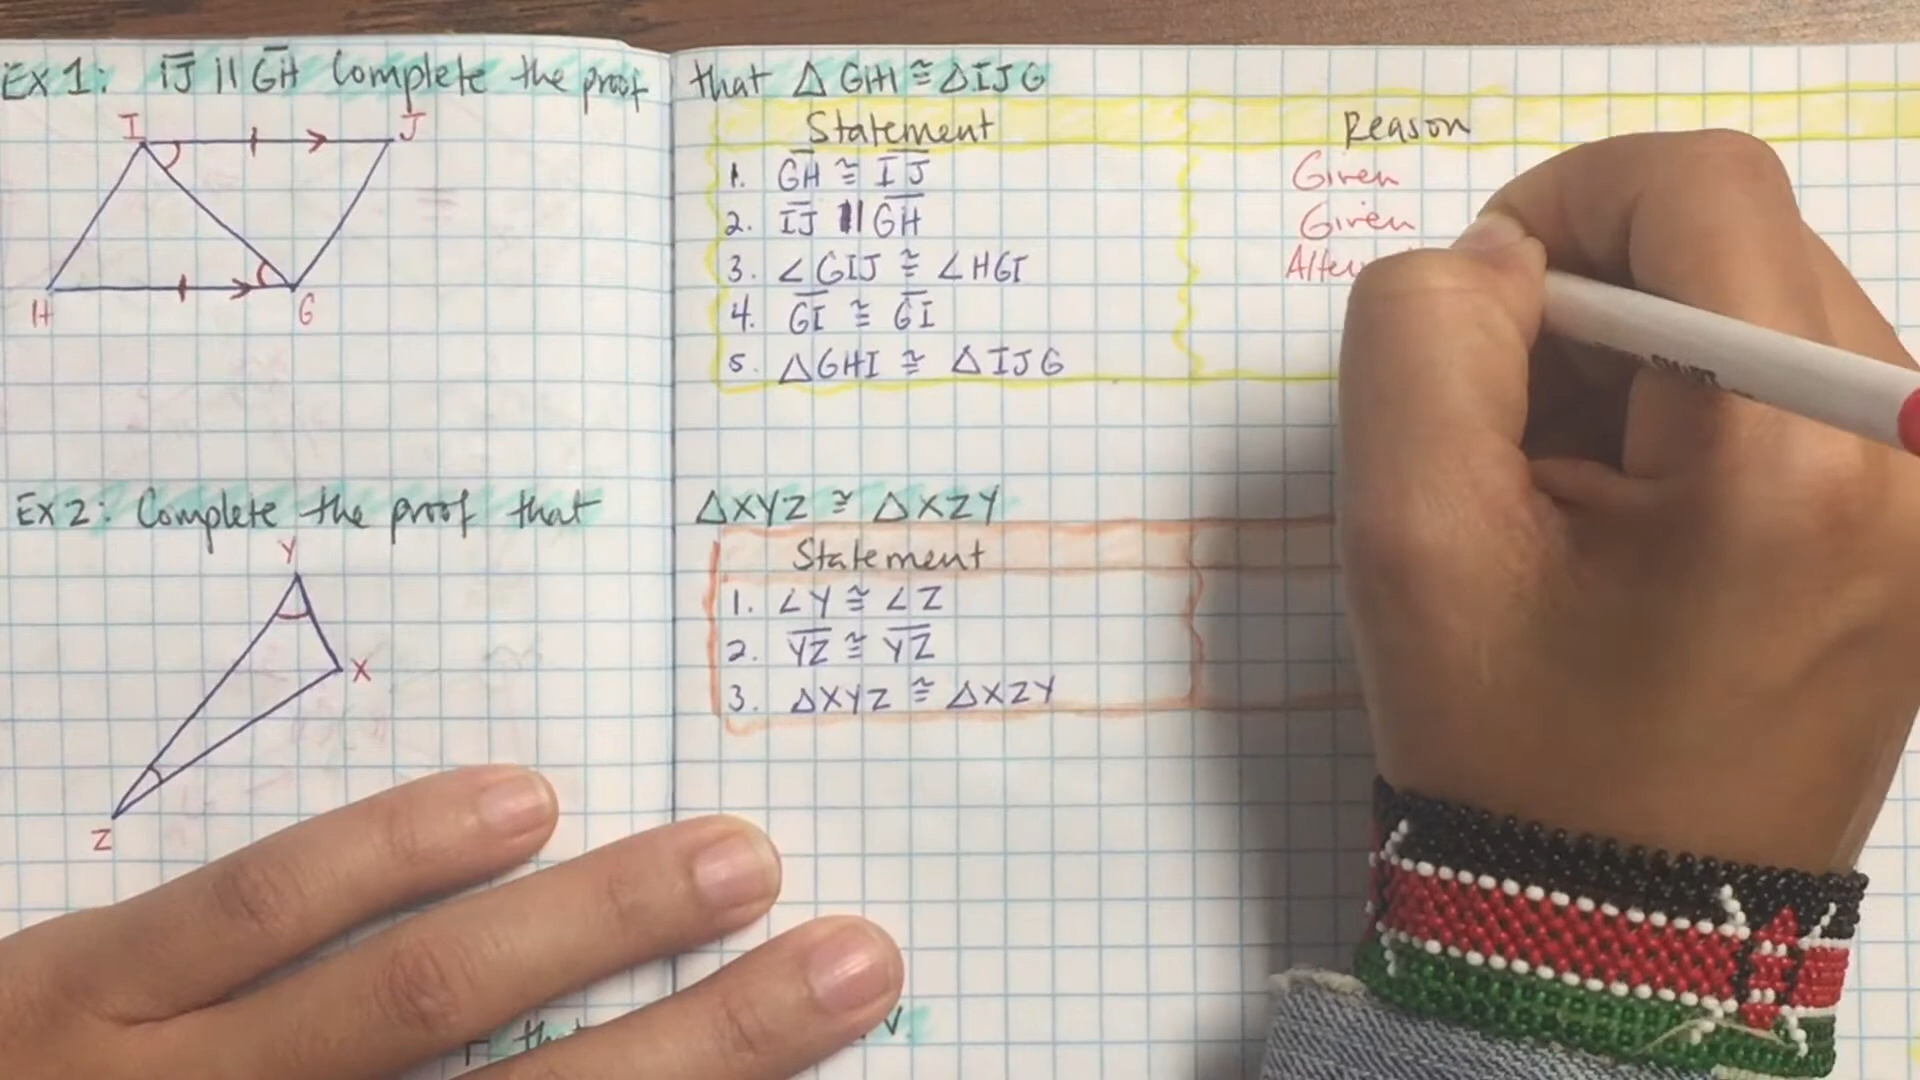 Ex 1: IJ || GH Complete the proof that △GHI ≅ △IJG
I J
H G
Statement Reason
1. GH ≅ IJ Given
2. IJ || GH Given
3. ∠GIJ ≅ ∠HGI
4. GI ≅ GI
5. △GHI ≅ △IJG
Ex 2: Complete the proof that △XYZ ≅ △XZY
Y
X
Z
Statement
1. ∠Y ≅ ∠Z
2. YZ ≅ YZ
3. △XYZ ≅ △XZY